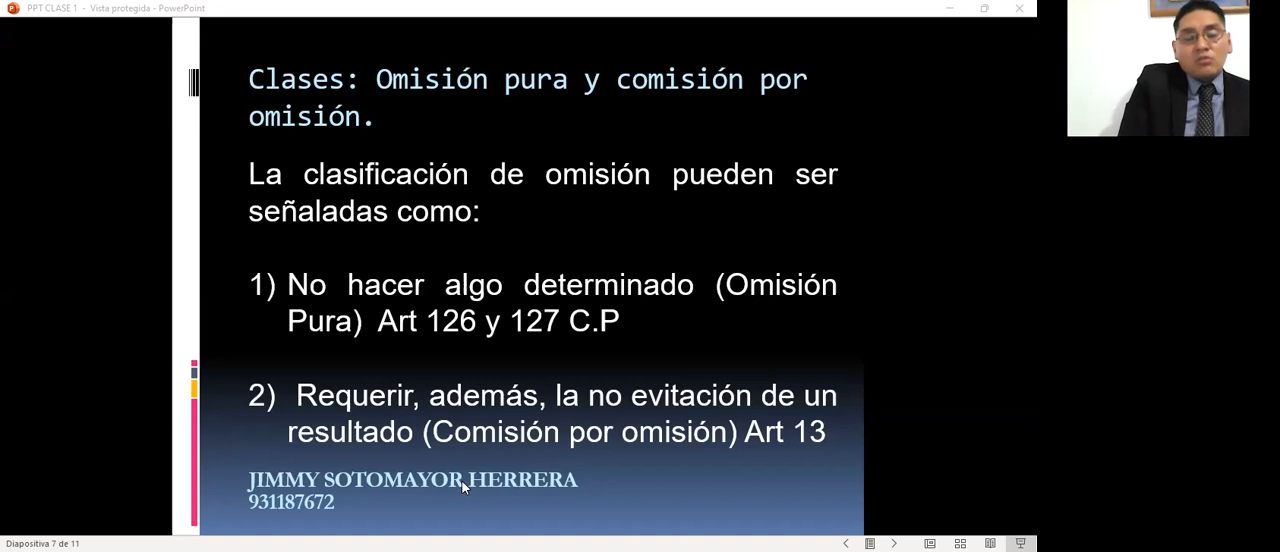 PPT CLASE 1 - Vista protegida - PowerPoint
Clases: Omisión pura y comisión por
omisión.
La clasificación de omisión pueden ser
señaladas como:
1) No hacer algo determinado (Omisión
Pura) Art 126 y 127 C.P
2) Requerir, además, la no evitación de un
resultado (Comisión por omisión) Art 13
JIMMY SOTOMAYOR HERRERA
931187672
Diapositiva 7 de 11